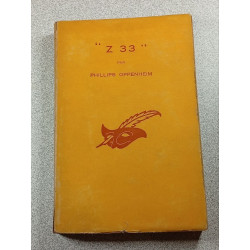 " Z 33 "
PAR
PHILLIPS OPPENHEIM